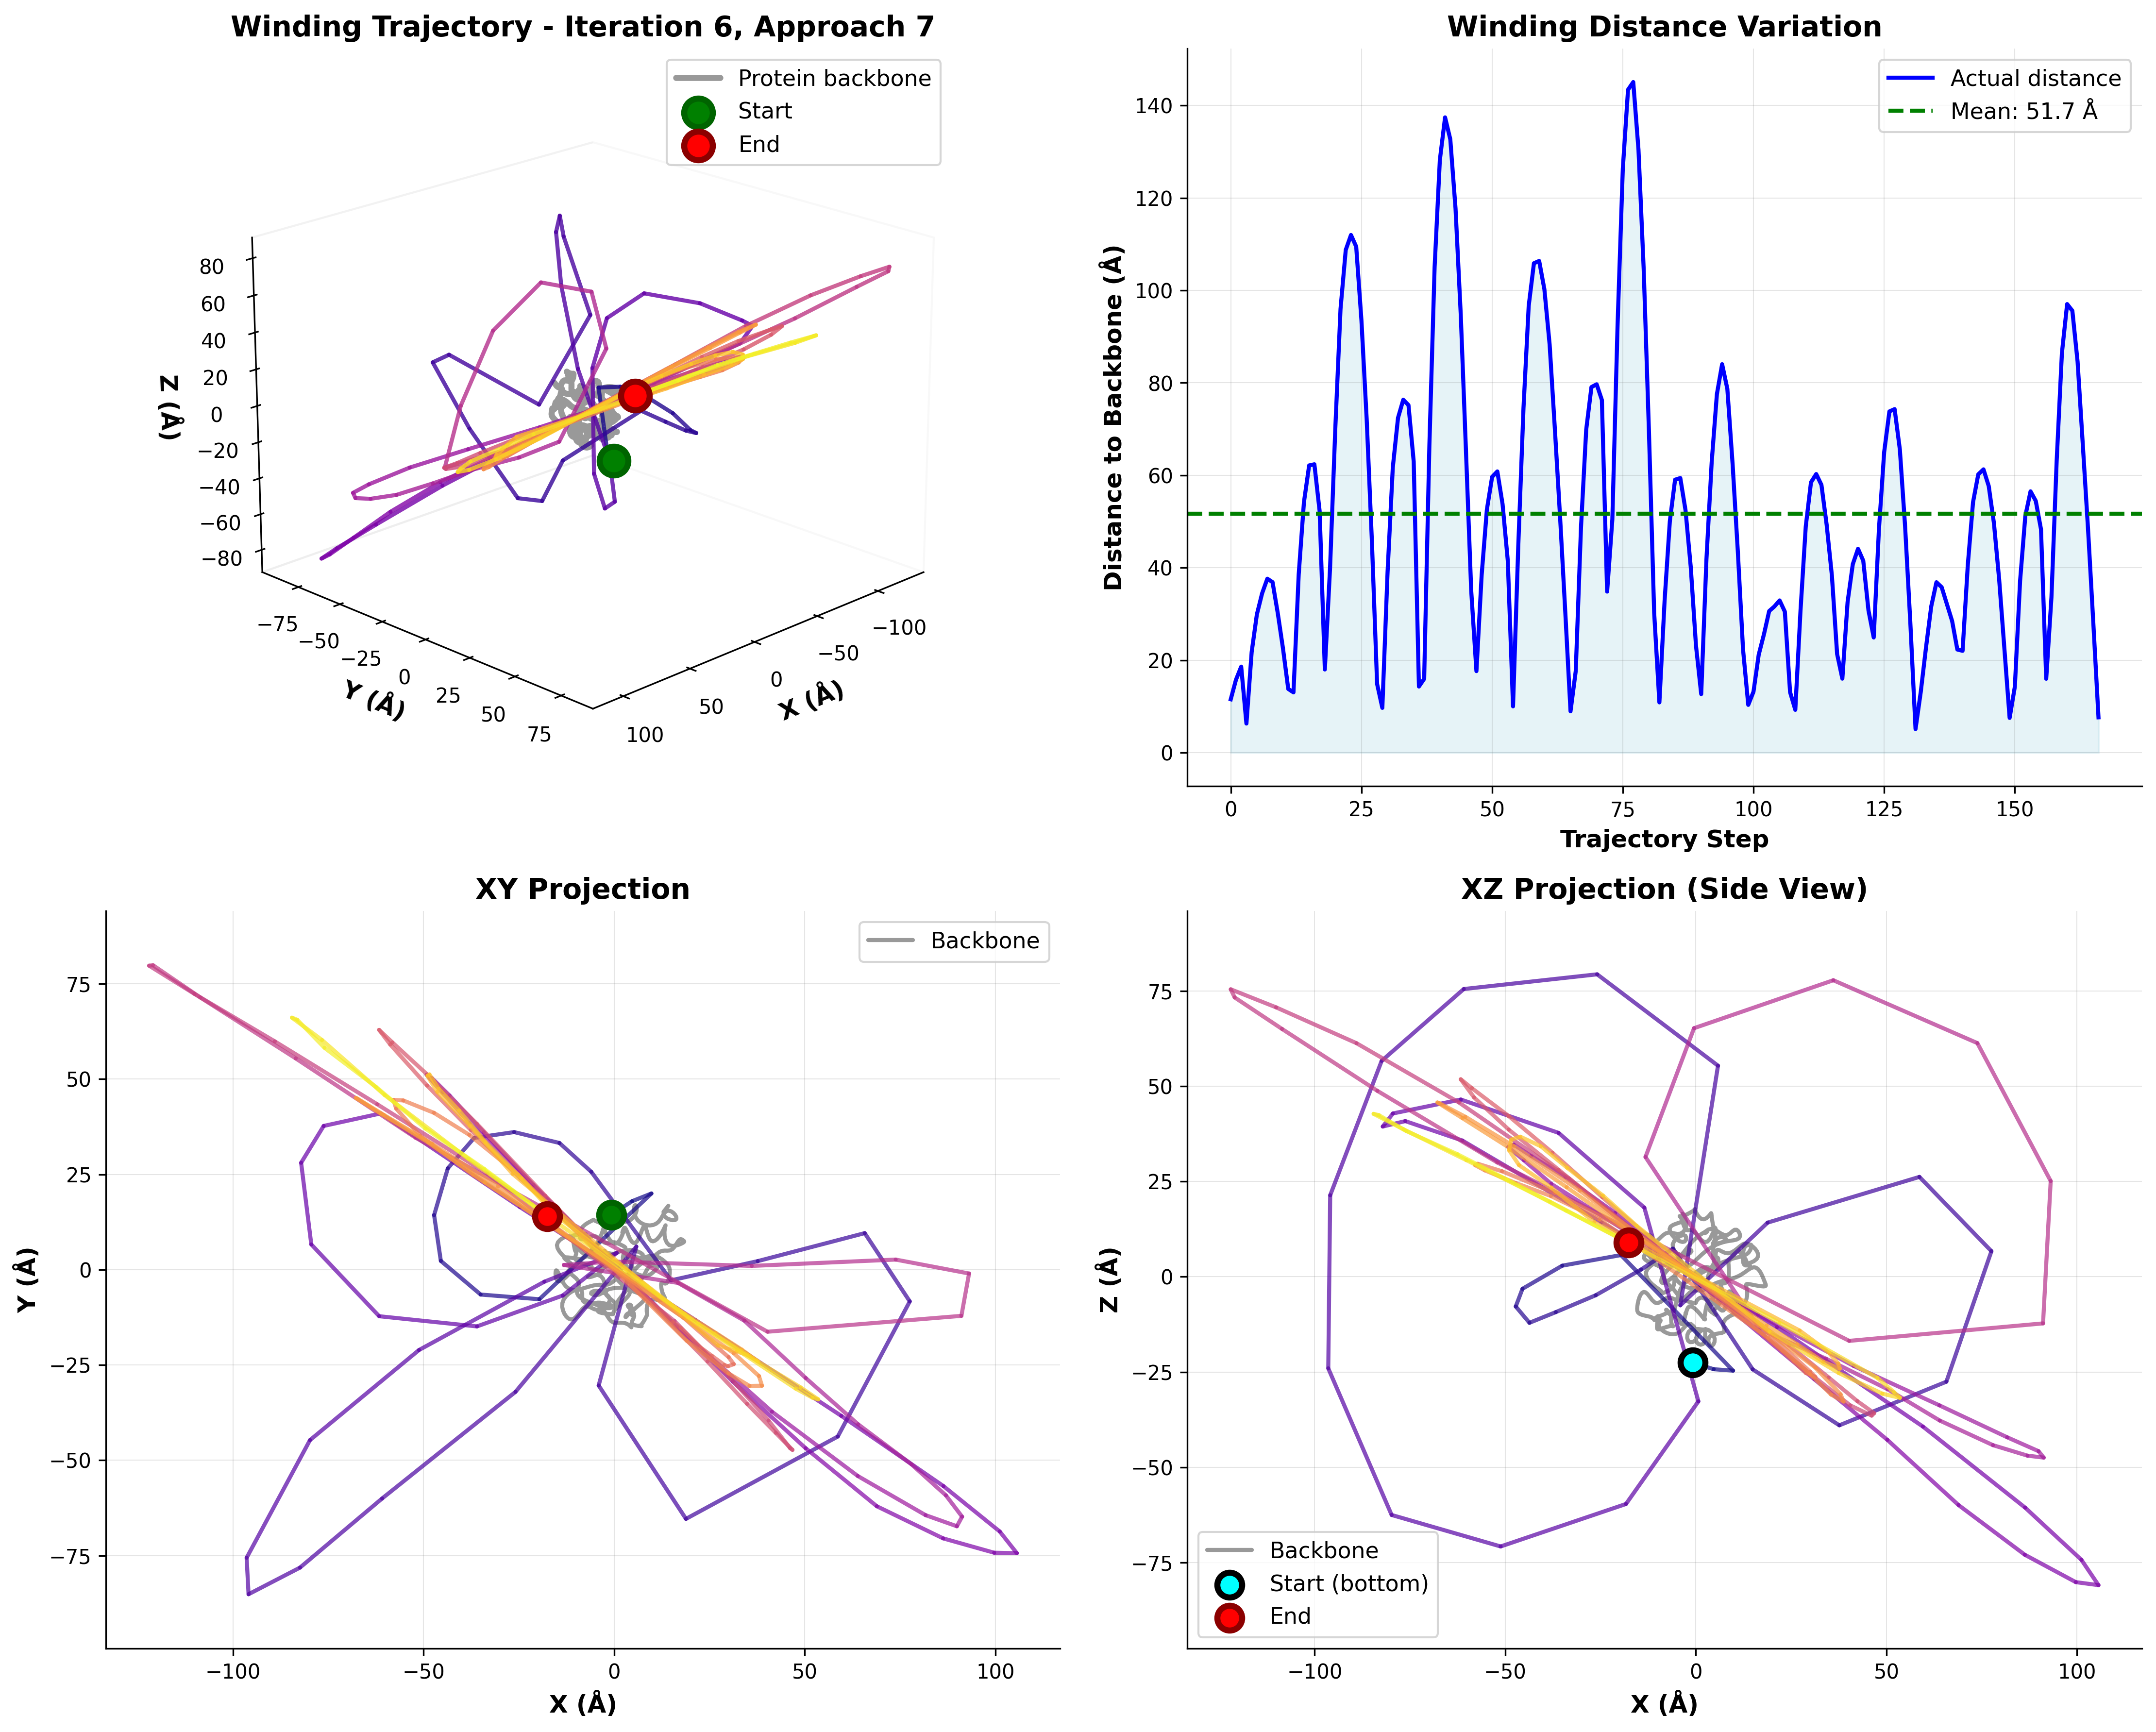 Winding Trajectory - Iteration 6, Approach 7
Protein backbone
Start
End
80
60
40
20
0
−20
−40
−60
−80
Z (Å)
−75
−50
−25
0
25
50
75
Y (Å)
100
50
0
−50
−100
X (Å)
Winding Distance Variation
Actual distance
Mean: 51.7 Å
140
120
100
80
60
40
20
0
Distance to Backbone (Å)
0
25
50
75
100
125
150
Trajectory Step
XY Projection
Backbone
75
50
25
0
−25
−50
−75
Y (Å)
−100
−50
0
50
100
X (Å)
XZ Projection (Side View)
75
50
25
0
−25
−50
−75
Z (Å)
Backbone
Start (bottom)
End
−100
−50
0
50
100
X (Å)